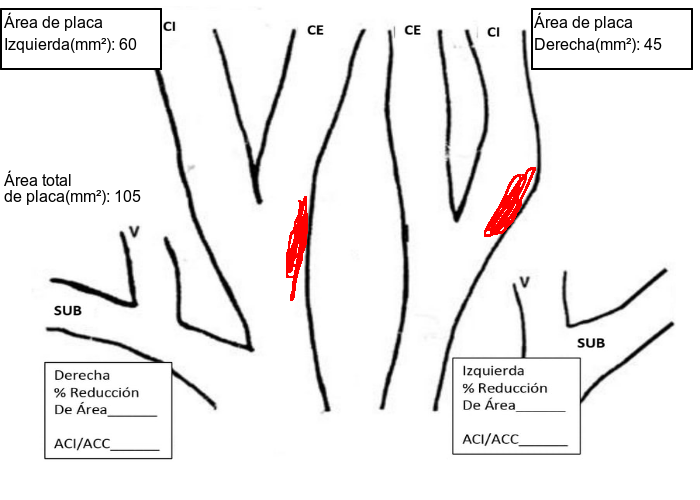 Área de placa
Izquierda(mm²): 60
CI
CE
CE
CI
Área de placa
Derecha(mm²): 45
Área total
de placa(mm²): 105
V
SUB
V
SUB
Derecha
% Reducción
De Área_______
ACI/ACC_______
Izquierda
% Reducción
De Área_______
ACI/ACC_______